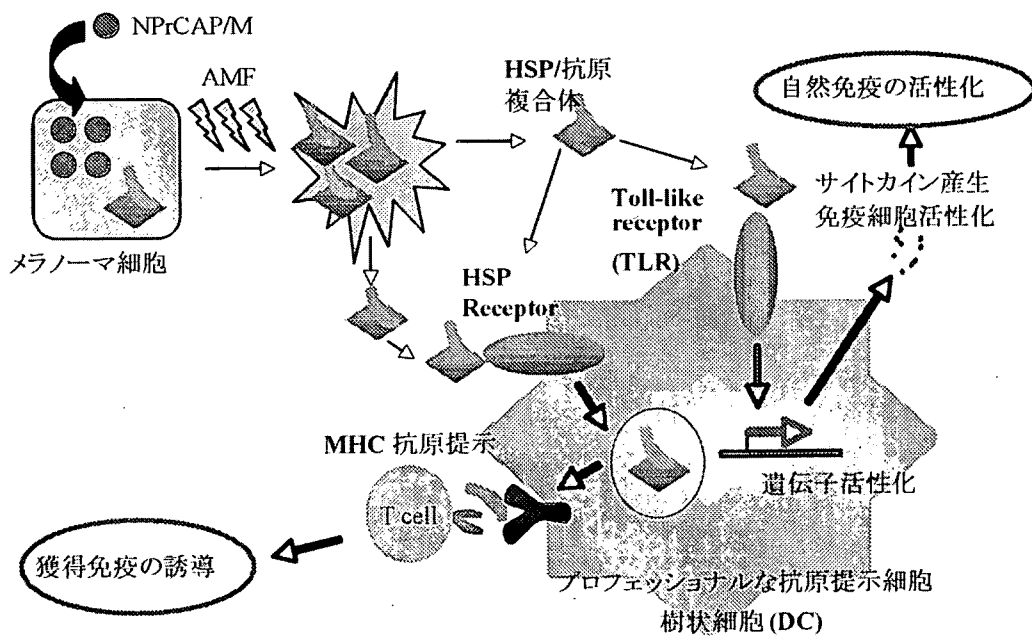 NPrCAP/M
AMF
HSP/抗原
複合体
自然免疫の活性化
メラノーマ細胞
Toll-like
receptor
(TLR)
サイトカイン産生
免疫細胞活性化
HSP
Receptor
MHC 抗原提示
T cell
遺伝子活性化
獲得免疫の誘導
プロフェッショナルな抗原提示細胞
樹状細胞 (DC)